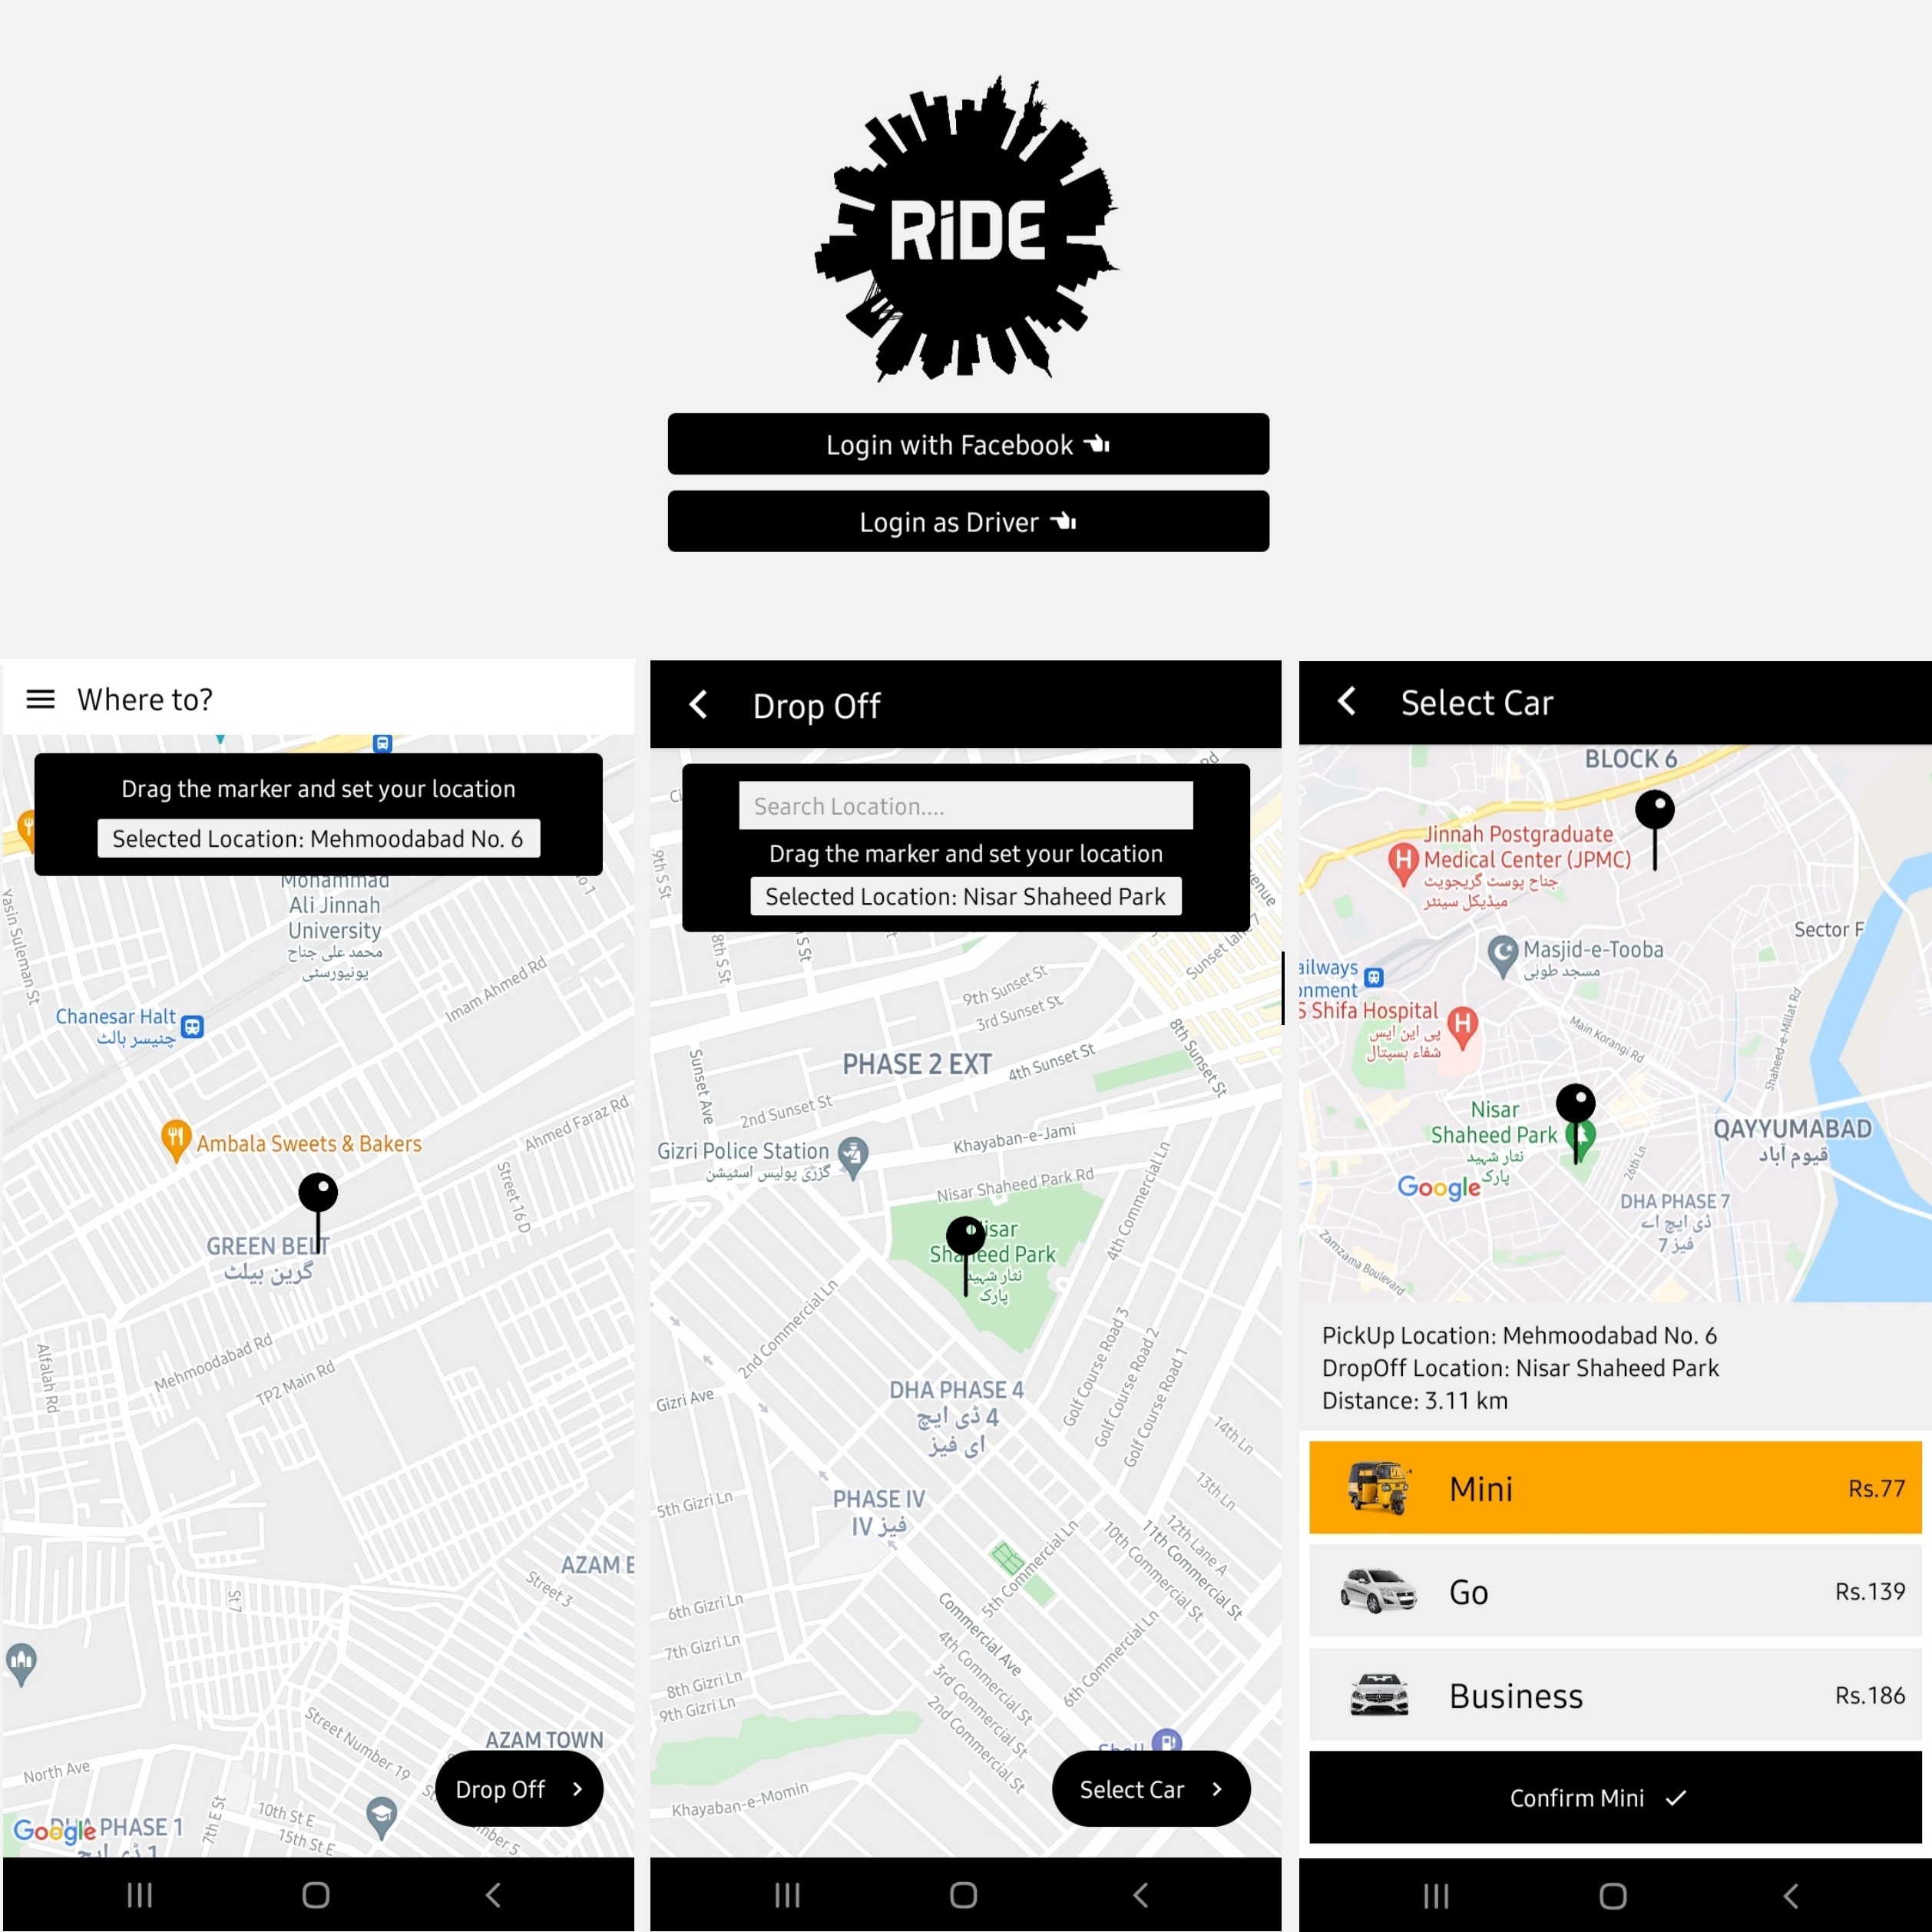 RiDE
Login with Facebook
Login as Driver
Where to?
Drag the marker and set your location
Selected Location: Mehmoodabad No. 6
Yasin Suleman St
Mohammad
Ali Jinnah
University
محمد علی جناح
یونیورسٹی
Imam Ahmed Rd
Chanesar Halt
چنیسر ہالٹ
Ahmed Faraz Rd
Ambala Sweets & Bakers
Street 16 D
GREEN BELT
گرین بیلٹ
Mehmoodabad Rd
TP2 Main Rd
Alfalah Rd
AZAM B
Street 3
St 7
Street Number 19
AZAM TOWN
North Ave
Drop Off
7th E St
10th St E
15th St E
mber 5
Google
DHA PHASE 1
Drop Off
Search Location....
Drag the marker and set your location
Selected Location: Nisar Shaheed Park
Rd
9th S St
8th S St
S St
venue
Sunset lan
9th Sunset St
3rd Sunset St
8th Sunset St
PHASE 2 EXT
4th Sunset St
Sunset Ave
2nd Sunset St
Khayaban-e-Jami
Gizri Police Station
گزری پولیس اسٹیشن
Nisar Shaheed Park Rd
4th Commercial Ln
isar
Shaheed Park
نثار شہید
پارک
2nd Commercial Ln
Golf Course Road 3
Golf Course Road 2
Golf Course Road 1
DHA PHASE 4
ڈی ایچ 4
ای فیز
Gizri Ave
14th Ln
13th Ln
PHASE IV
فیز IV
5th Gizri Ln
12th Lane A
11th Commercial St
10th Commercial St
5th Commercial Ln
6th Gizri Ln
Commercial Ave
7th Gizri Ln
4th Commercial St
6th Commercial Ln
8th Gizri Ln
3rd Commercial St
9th Gizri Ln
2nd Commercial St
Shell
Select Car
Khayaban-e-Momin
Select Car
BLOCK 6
Jinnah Postgraduate
Medical Center (JPMC)
جناح پوسٹ گریجویٹ
میڈیکل سینٹر
Sector F
Masjid-e-Tooba
مسجد طوبی
ailways
onment
S Shifa Hospital
پی این ایس
شفاء ہسپتال
Main Korangi Rd
Shaheed-e-Millat Rd
Nisar
Shaheed Park
نثار شہید
پارک
QAYYUMABAD
قیوم آباد
26th Ln
Google
DHA PHASE 7
ڈی ایچ اے
فیز 7
Zamzama Boulevard
PickUp Location: Mehmoodabad No. 6
DropOff Location: Nisar Shaheed Park
Distance: 3.11 km
Mini Rs.77
Go Rs.139
Business Rs.186
Confirm Mini